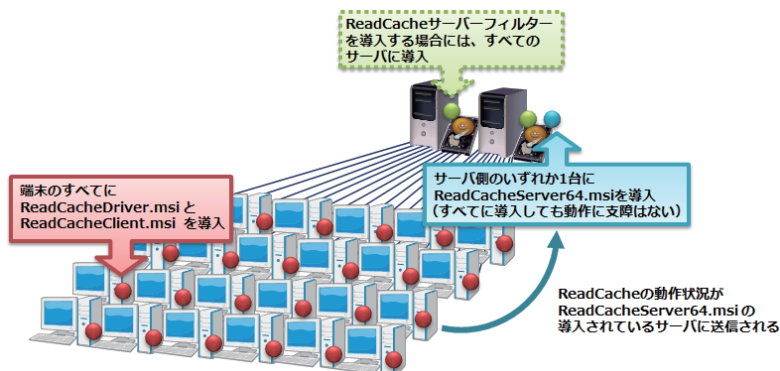 ReadCacheサーバーフィルター
を導入する場合には、すべての
サーバに導入
サーバ側のいずれか1台に
ReadCacheServer64.msiを導入
（すべてに導入しても動作に支障はない）
端末のすべてに
ReadCacheDriver.msi と
ReadCacheClient.msi を導入
ReadCacheの動作状況が
ReadCacheServer64.msi の
導入されているサーバに送信される